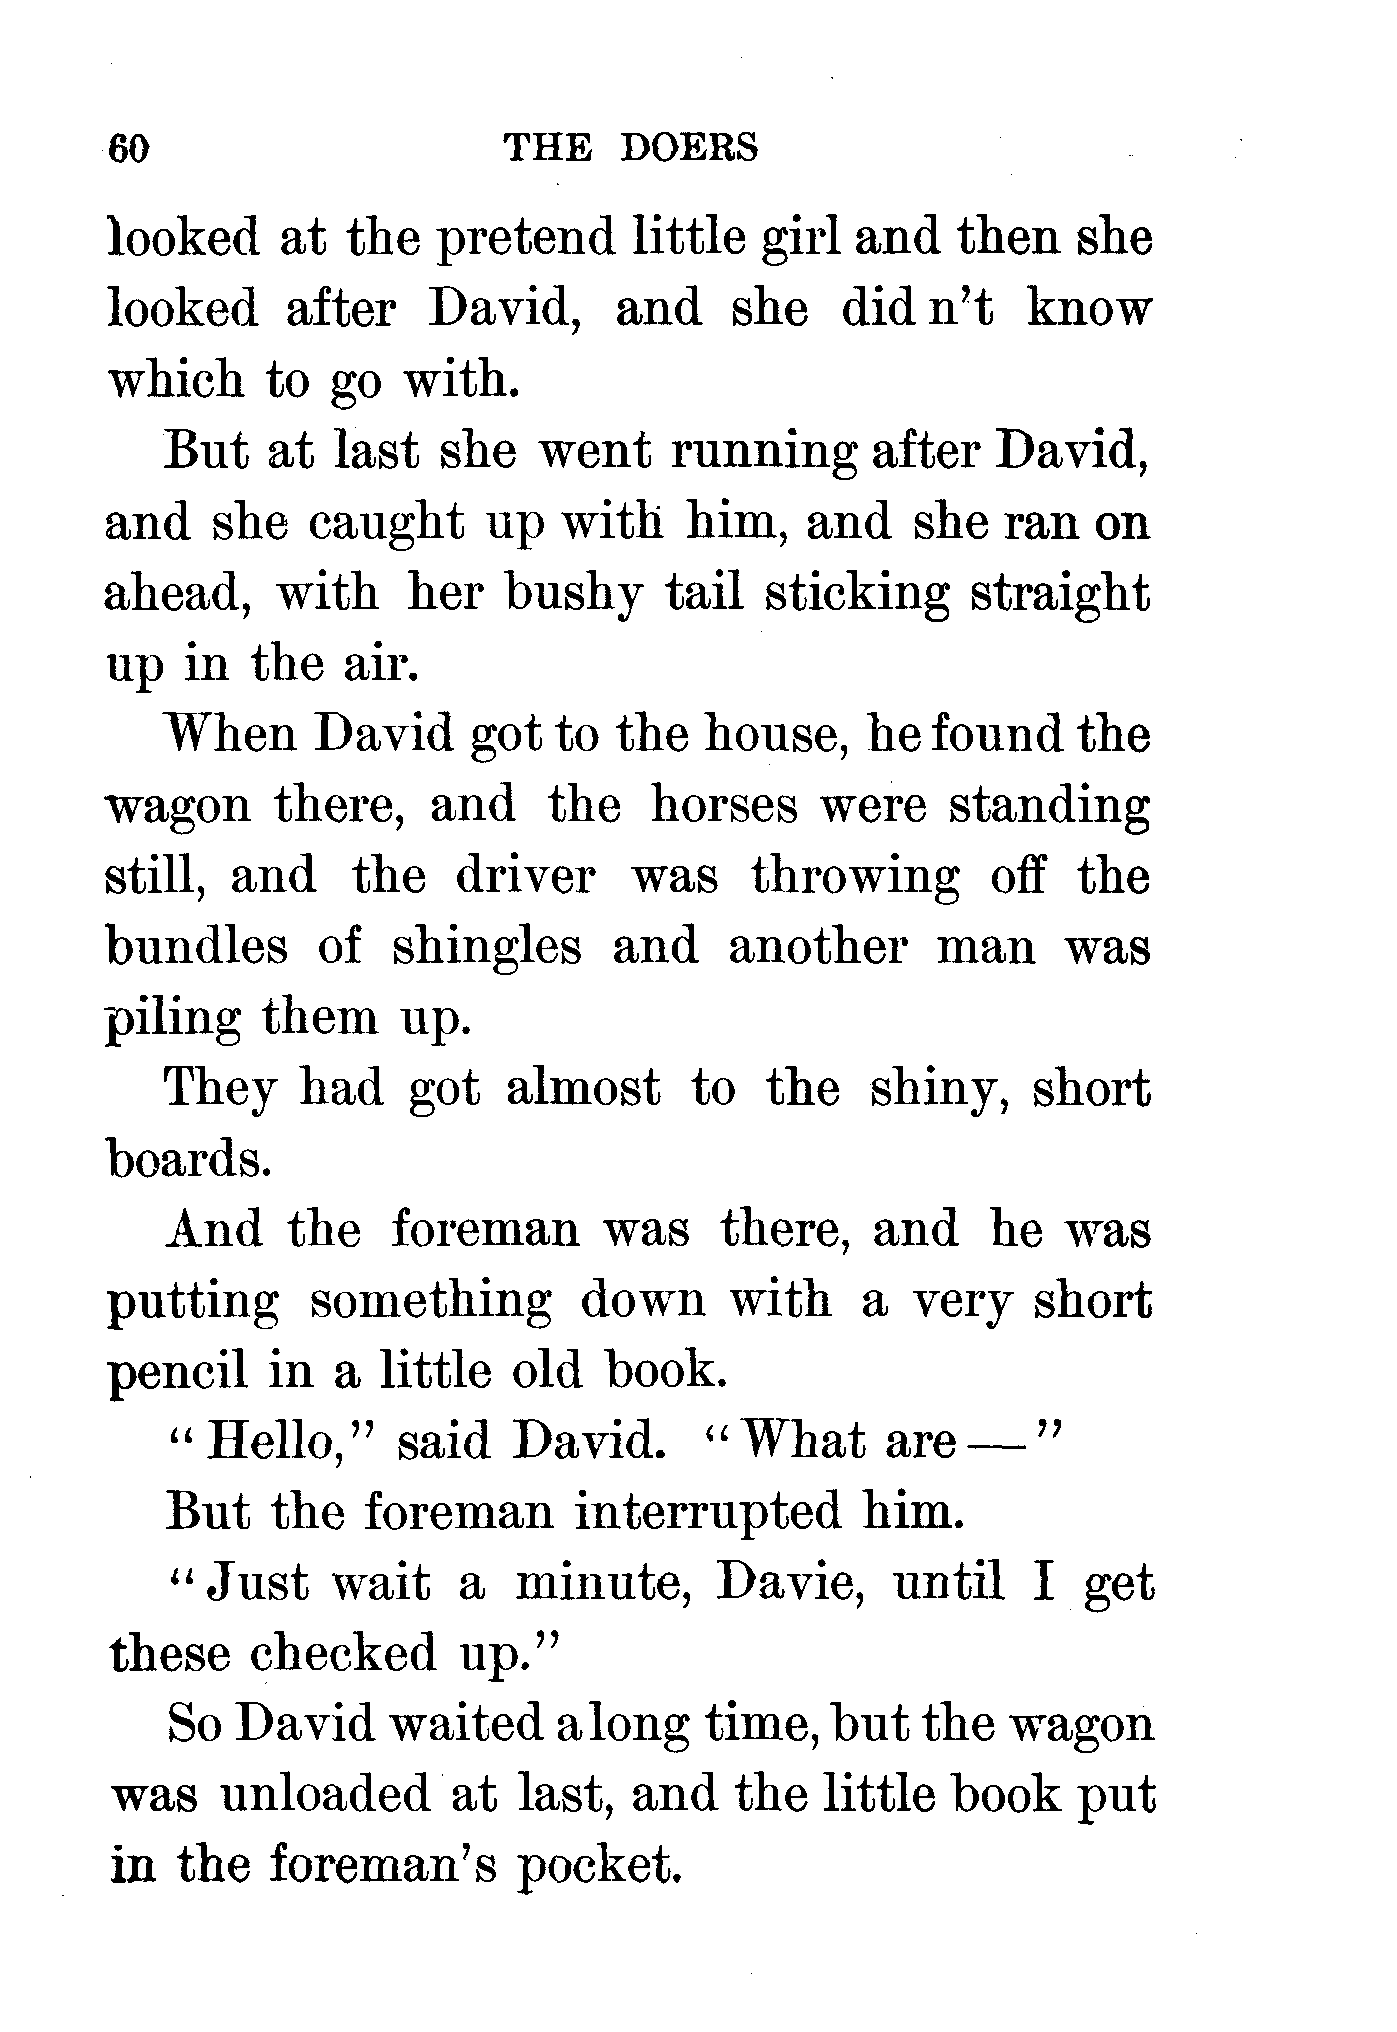 60 THE DOERS
looked at the pretend little girl and then she
looked after David, and she did n't know
which to go with.
But at last she went running after David,
and she caught up with him, and she ran on
ahead, with her bushy tail sticking straight
up in the air.
When David got to the house, he found the
wagon there, and the horses were standing
still, and the driver was throwing off the
bundles of shingles and another man was
piling them up.
They had got almost to the shiny, short
boards.
And the foreman was there, and he was
putting something down with a very short
pencil in a little old book.
“Hello,” said David. “What are—”
But the foreman interrupted him.
“Just wait a minute, Davie, until I get
these checked up.”
So David waited a long time, but the wagon
was unloaded at last, and the little book put
in the foreman's pocket.